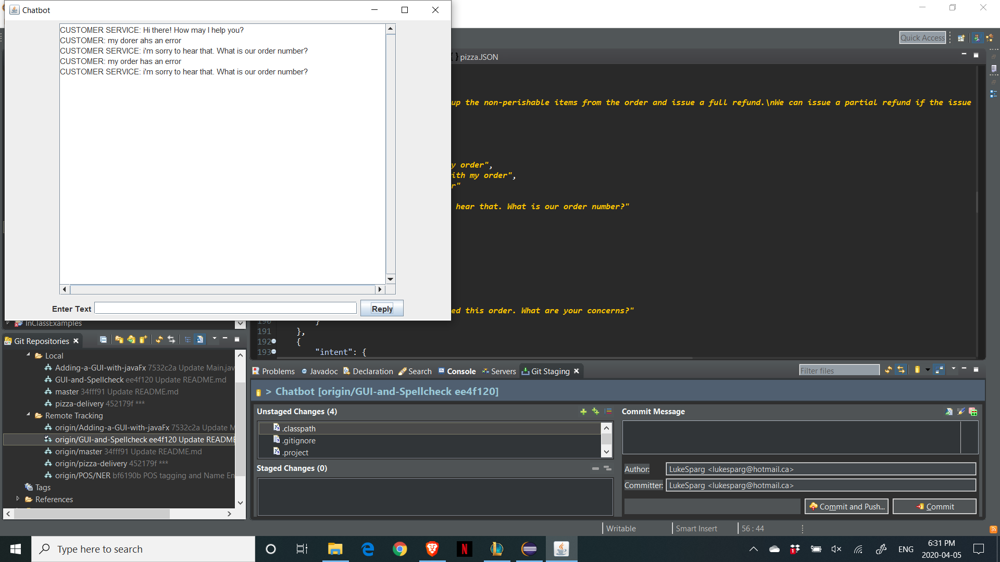 Chatbot
CUSTOMER SERVICE: Hi there! How may I help you?
CUSTOMER: my dorer ahs an error
CUSTOMER SERVICE: i'm sorry to hear that. What is our order number?
CUSTOMER: my order has an error
CUSTOMER SERVICE: i'm sorry to hear that. What is our order number?
Enter Text
Reply
Quick Access
{ } pizza.JSON
up the non-perishable items from the order and issue a full refund.\nWe can issue a partial refund if the issue
y order",
ith my order",
r"
hear that. What is our order number?"
ed this order. What are your concerns?"
190 }
191 },
192 {
193 "intent": {
InClassExamples
Git Repositories
Local
Adding-a-GUI-with-javaFx 7532c2a Update Main.jav
GUI-and-Spellcheck ee4f120 Update README.md
master 34fff91 Update README.md
pizza-delivery 452179f ***
Remote Tracking
origin/Adding-a-GUI-with-javaFx 7532c2a Update M
origin/GUI-and-Spellcheck ee4f120 Update README
origin/master 34fff91 Update README.md
origin/pizza-delivery 452179f ***
origin/POS/NER bf6190b POS tagging and Name En
Tags
References
Problems @ Javadoc Declaration Search Console Servers Git Staging
Filter files
> Chatbot [origin/GUI-and-Spellcheck ee4f120]
Unstaged Changes (4)
.classpath
.gitignore
.project
Staged Changes (0)
Commit Message
Author: LukeSparg <lukesparg@hotmail.ca>
Committer: LukeSparg <lukesparg@hotmail.ca>
Commit and Push...
Commit
Writable
Smart Insert
56 : 44
Type here to search
ENG
6:31 PM
2020-04-05